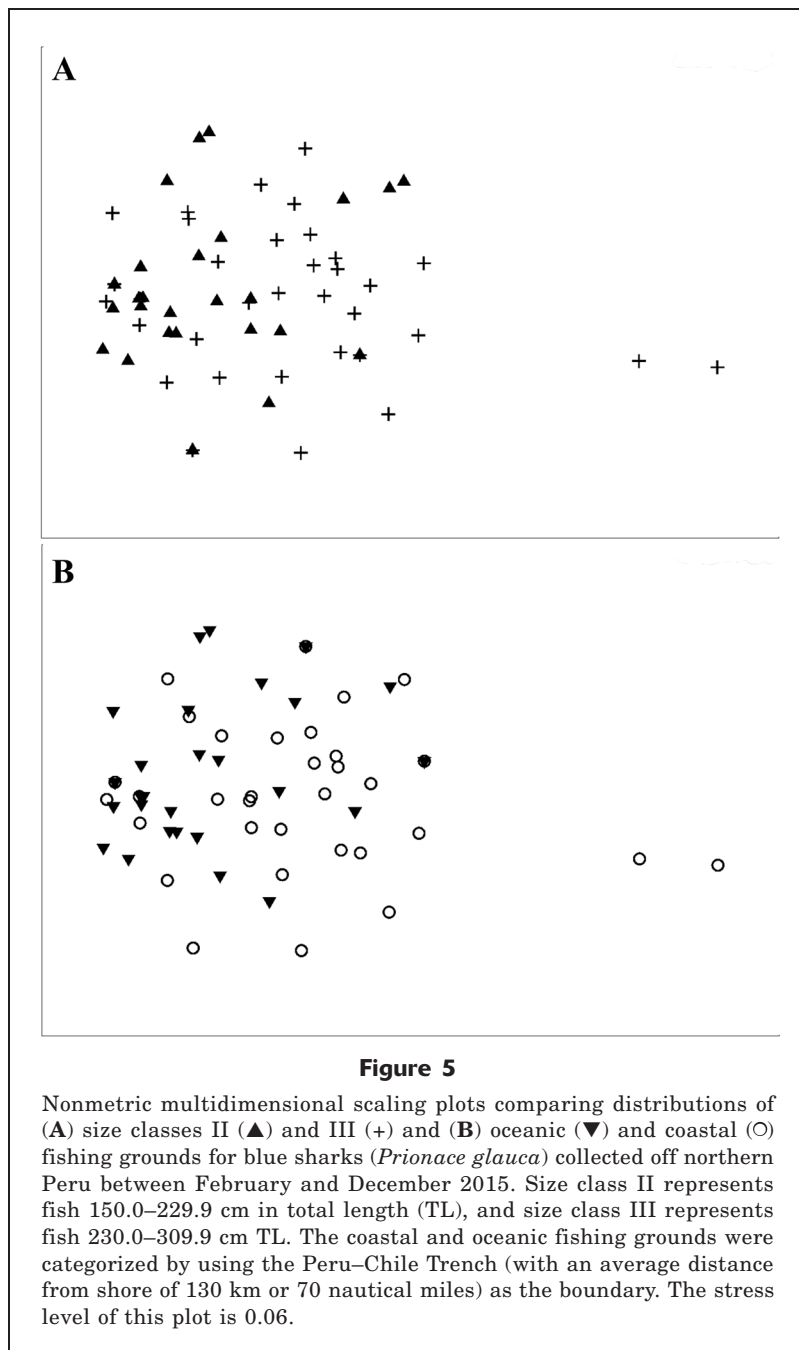 A
B
Figure 5
Nonmetric multidimensional scaling plots comparing distributions of
(A) size classes II (▲) and III (+) and (B) oceanic (▼) and coastal (○)
fishing grounds for blue sharks (Prionace glauca) collected off northern
Peru between February and December 2015. Size class II represents
fish 150.0–229.9 cm in total length (TL), and size class III represents
fish 230.0–309.9 cm TL. The coastal and oceanic fishing grounds were
categorized by using the Peru–Chile Trench (with an average distance
from shore of 130 km or 70 nautical miles) as the boundary. The stress
level of this plot is 0.06.